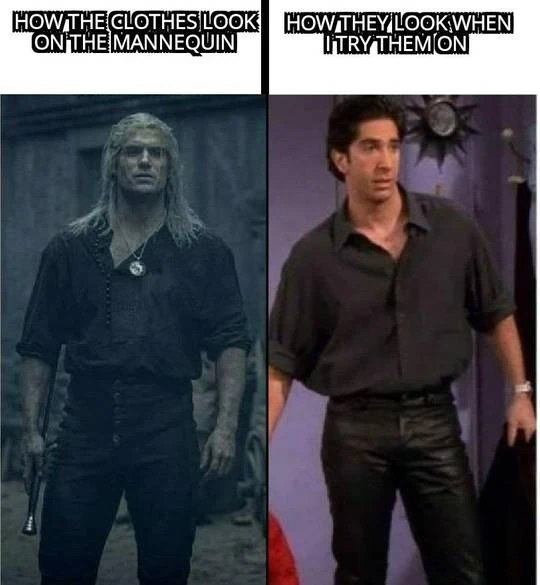 HOW THE CLOTHES LOOK
ON THE MANNEQUIN
HOW THEY LOOK WHEN
I TRY THEM ON